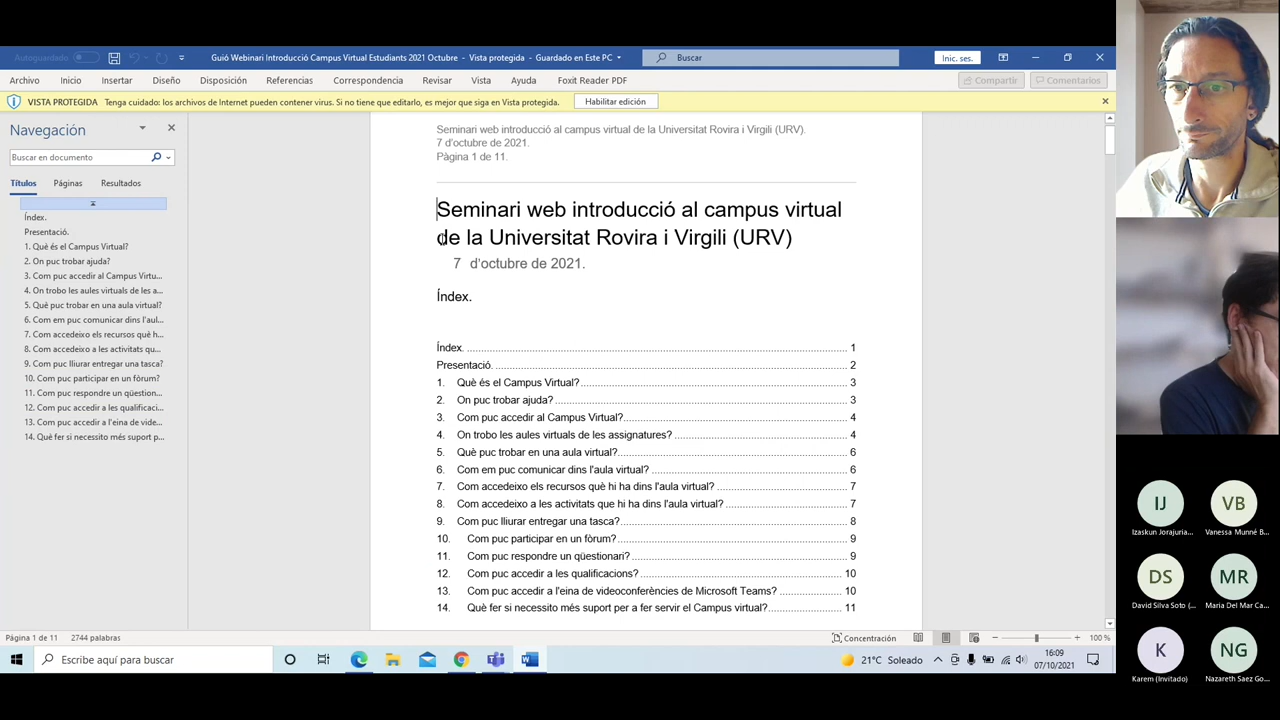 Autoguardado
Guió Webinari Introducció Campus Virtual Estudiants 2021 Octubre - Vista protegida - Guardado en Este PC
Buscar
Inic. ses.
Archivo Inicio Insertar Diseño Disposición Referencias Correspondencia Revisar Vista Ayuda Foxit Reader PDF
Compartir
Comentarios
VISTA PROTEGIDA Tenga cuidado: los archivos de Internet pueden contener virus. Si no tiene que editarlo, es mejor que siga en Vista protegida.
Habilitar edición
Navegación
Buscar en documento
Títulos Páginas Resultados
Índex.
Presentació.
1. Què és el Campus Virtual?
2. On puc trobar ajuda?
3. Com puc accedir al Campus Virtu...
4. On trobo les aules virtuals de les a...
5. Què puc trobar en una aula virtual?
6. Com em puc comunicar dins l'aul...
7. Com accedeixo els recursos què h...
8. Com accedeixo a les activitats qu...
9. Com puc lliurar entregar una tasca?
10. Com puc participar en un fòrum?
11. Com puc respondre un qüestion...
12. Com puc accedir a les qualificaci...
13. Com puc accedir a l'eina de vide...
14. Què fer si necessito més suport p...
Seminari web introducció al campus virtual de la Universitat Rovira i Virgili (URV).
7 d'octubre de 2021.
Pàgina 1 de 11.
Seminari web introducció al campus virtual
de la Universitat Rovira i Virgili (URV)
7 d'octubre de 2021.
Índex.
Índex. 1
Presentació. 2
1. Què és el Campus Virtual? 3
2. On puc trobar ajuda? 3
3. Com puc accedir al Campus Virtual? 4
4. On trobo les aules virtuals de les assignatures? 4
5. Què puc trobar en una aula virtual? 6
6. Com em puc comunicar dins l'aula virtual? 6
7. Com accedeixo els recursos què hi ha dins l'aula virtual? 7
8. Com accedeixo a les activitats que hi ha dins l'aula virtual? 7
9. Com puc lliurar entregar una tasca? 8
10. Com puc participar en un fòrum? 9
11. Com puc respondre un qüestionari? 9
12. Com puc accedir a les qualificacions? 10
13. Com puc accedir a l'eina de videoconferències de Microsoft Teams? 10
14. Què fer si necessito més suport per a fer servir el Campus virtual? 11
Página 1 de 11 2744 palabras
Concentración
100 %
Escribe aquí para buscar
21°C Soleado
16:09
07/10/2021
IJ
Izaskun Jorajuria...
VB
Vanessa Munné B...
DS
David Silva Soto (...
MR
Maria Del Mar Ca...
K
Karem (Invitado)
NG
Nazareth Saez Go...